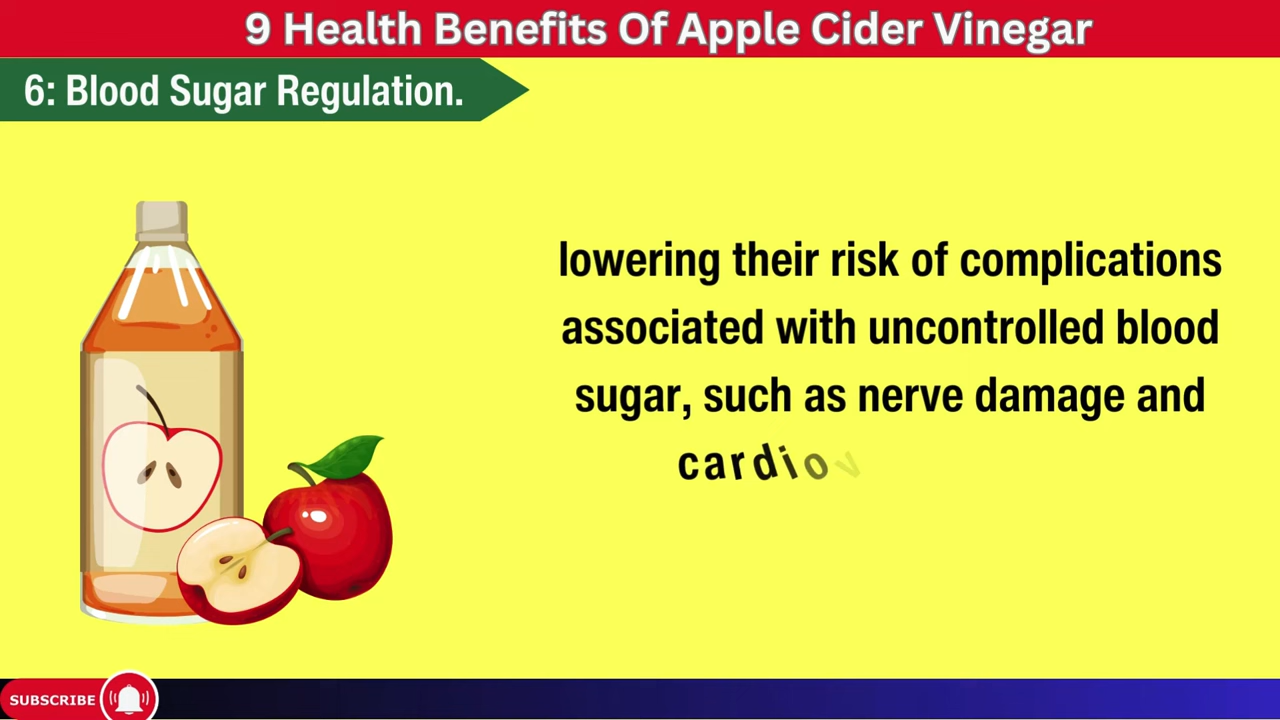 9 Health Benefits Of Apple Cider Vinegar
6: Blood Sugar Regulation.
lowering their risk of complications
associated with uncontrolled blood
sugar, such as nerve damage and
cardiov
SUBSCRIBE